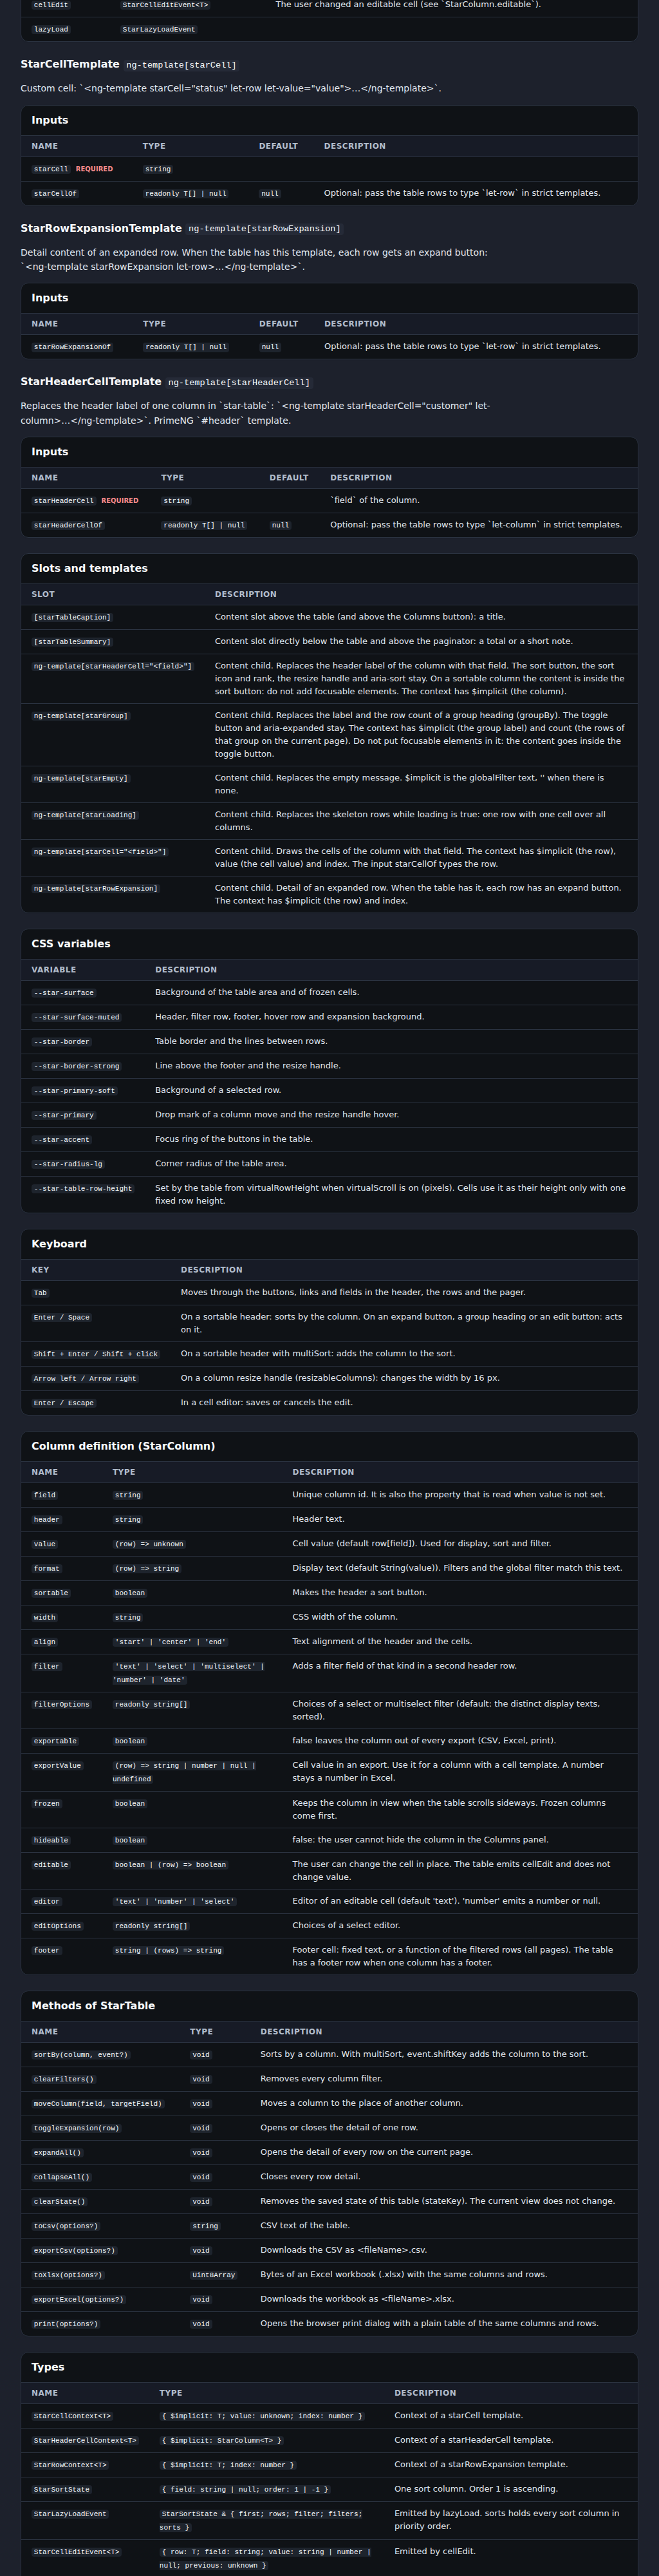 cellEdit StarCellEditEvent<T> The user changed an editable cell (see `StarColumn.editable`).
lazyLoad StarLazyLoadEvent
StarCellTemplate ng-template[starCell]
Custom cell: `<ng-template starCell="status" let-row let-value="value">…</ng-template>`.
Inputs
NAME TYPE DEFAULT DESCRIPTION
starCell REQUIRED string
starCellOf readonly T[] | null null Optional: pass the table rows to type `let-row` in strict templates.
StarRowExpansionTemplate ng-template[starRowExpansion]
Detail content of an expanded row. When the table has this template, each row gets an expand button:
`<ng-template starRowExpansion let-row>…</ng-template>`.
Inputs
NAME TYPE DEFAULT DESCRIPTION
starRowExpansionOf readonly T[] | null null Optional: pass the table rows to type `let-row` in strict templates.
StarHeaderCellTemplate ng-template[starHeaderCell]
Replaces the header label of one column in `star-table`: `<ng-template starHeaderCell="customer" let-
column>…</ng-template>`. PrimeNG `#header` template.
Inputs
NAME TYPE DEFAULT DESCRIPTION
starHeaderCell REQUIRED string `field` of the column.
starHeaderCellOf readonly T[] | null null Optional: pass the table rows to type `let-column` in strict templates.
Slots and templates
SLOT DESCRIPTION
[starTableCaption] Content slot above the table (and above the Columns button): a title.
[starTableSummary] Content slot directly below the table and above the paginator: a total or a short note.
ng-template[starHeaderCell="<field>"] Content child. Replaces the header label of the column with that field. The sort button, the sort
icon and rank, the resize handle and aria-sort stay. On a sortable column the content is inside the
sort button: do not add focusable elements. The context has $implicit (the column).
ng-template[starGroup] Content child. Replaces the label and the row count of a group heading (groupBy). The toggle
button and aria-expanded stay. The context has $implicit (the group label) and count (the rows of
that group on the current page). Do not put focusable elements in it: the content goes inside the
toggle button.
ng-template[starEmpty] Content child. Replaces the empty message. $implicit is the globalFilter text, '' when there is
none.
ng-template[starLoading] Content child. Replaces the skeleton rows while loading is true: one row with one cell over all
columns.
ng-template[starCell="<field>"] Content child. Draws the cells of the column with that field. The context has $implicit (the row),
value (the cell value) and index. The input starCellOf types the row.
ng-template[starRowExpansion] Content child. Detail of an expanded row. When the table has it, each row has an expand button.
The context has $implicit (the row) and index.
CSS variables
VARIABLE DESCRIPTION
--star-surface Background of the table area and of frozen cells.
--star-surface-muted Header, filter row, footer, hover row and expansion background.
--star-border Table border and the lines between rows.
--star-border-strong Line above the footer and the resize handle.
--star-primary-soft Background of a selected row.
--star-primary Drop mark of a column move and the resize handle hover.
--star-accent Focus ring of the buttons in the table.
--star-radius-lg Corner radius of the table area.
--star-table-row-height Set by the table from virtualRowHeight when virtualScroll is on (pixels). Cells use it as their height only with one
fixed row height.
Keyboard
KEY DESCRIPTION
Tab Moves through the buttons, links and fields in the header, the rows and the pager.
Enter / Space On a sortable header: sorts by the column. On an expand button, a group heading or an edit button: acts
on it.
Shift + Enter / Shift + click On a sortable header with multiSort: adds the column to the sort.
Arrow left / Arrow right On a column resize handle (resizableColumns): changes the width by 16 px.
Enter / Escape In a cell editor: saves or cancels the edit.
Column definition (StarColumn)
NAME TYPE DESCRIPTION
field string Unique column id. It is also the property that is read when value is not set.
header string Header text.
value (row) => unknown Cell value (default row[field]). Used for display, sort and filter.
format (row) => string Display text (default String(value)). Filters and the global filter match this text.
sortable boolean Makes the header a sort button.
width string CSS width of the column.
align 'start' | 'center' | 'end' Text alignment of the header and the cells.
filter 'text' | 'select' | 'multiselect' | Adds a filter field of that kind in a second header row.
'number' | 'date'
filterOptions readonly string[] Choices of a select or multiselect filter (default: the distinct display texts,
sorted).
exportable boolean false leaves the column out of every export (CSV, Excel, print).
exportValue (row) => string | number | null | Cell value in an export. Use it for a column with a cell template. A number
undefined stays a number in Excel.
frozen boolean Keeps the column in view when the table scrolls sideways. Frozen columns
come first.
hideable boolean false: the user cannot hide the column in the Columns panel.
editable boolean | (row) => boolean The user can change the cell in place. The table emits cellEdit and does not
change value.
editor 'text' | 'number' | 'select' Editor of an editable cell (default 'text'). 'number' emits a number or null.
editOptions readonly string[] Choices of a select editor.
footer string | (rows) => string Footer cell: fixed text, or a function of the filtered rows (all pages). The table
has a footer row when one column has a footer.
Methods of StarTable
NAME TYPE DESCRIPTION
sortBy(column, event?) void Sorts by a column. With multiSort, event.shiftKey adds the column to the sort.
clearFilters() void Removes every column filter.
moveColumn(field, targetField) void Moves a column to the place of another column.
toggleExpansion(row) void Opens or closes the detail of one row.
expandAll() void Opens the detail of every row on the current page.
collapseAll() void Closes every row detail.
clearState() void Removes the saved state of this table (stateKey). The current view does not change.
toCsv(options?) string CSV text of the table.
exportCsv(options?) void Downloads the CSV as <fileName>.csv.
toXlsx(options?) Uint8Array Bytes of an Excel workbook (.xlsx) with the same columns and rows.
exportExcel(options?) void Downloads the workbook as <fileName>.xlsx.
print(options?) void Opens the browser print dialog with a plain table of the same columns and rows.
Types
NAME TYPE DESCRIPTION
StarCellContext<T> { $implicit: T; value: unknown; index: number } Context of a starCell template.
StarHeaderCellContext<T> { $implicit: StarColumn<T> } Context of a starHeaderCell template.
StarRowContext<T> { $implicit: T; index: number } Context of a starRowExpansion template.
StarSortState { field: string | null; order: 1 | -1 } One sort column. Order 1 is ascending.
StarLazyLoadEvent StarSortState & { first; rows; filter; filters; Emitted by lazyLoad. sorts holds every sort column in
sorts } priority order.
StarCellEditEvent<T> { row: T; field: string; value: string | number | Emitted by cellEdit.
null; previous: unknown }